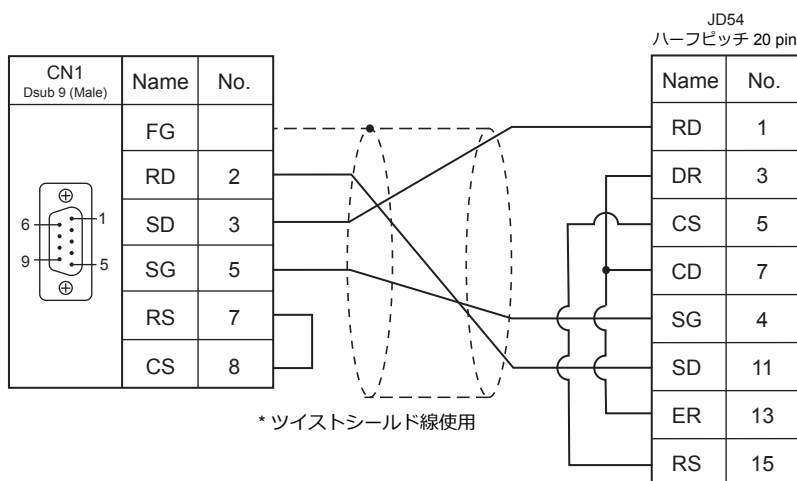 JD54
ハーフピッチ 20 pin
CN1
Dsub 9 (Male)
Name No.
FG
RD 2
SD 3
SG 5
RS 7
CS 8
6
1
9
5
* ツイストシールド線使用
Name No.
RD 1
DR 3
CS 5
CD 7
SG 4
SD 11
ER 13
RS 15